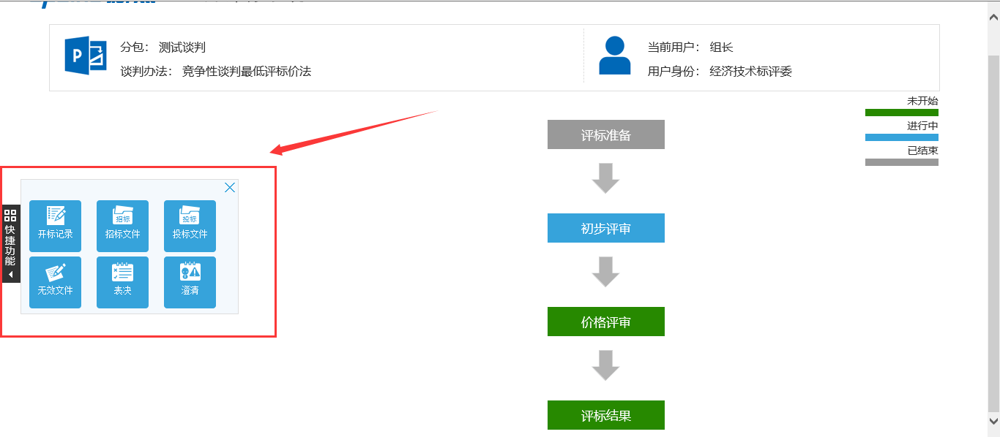 分包： 测试谈判
谈判办法： 竞争性谈判最低评标价法
当前用户： 组长
用户身份： 经济技术标评委
未开始
进行中
已结束
评标准备
初步评审
价格评审
评标结果
快捷功能
开标记录
招标
招标文件
投标
投标文件
无效文件
表决
澄清